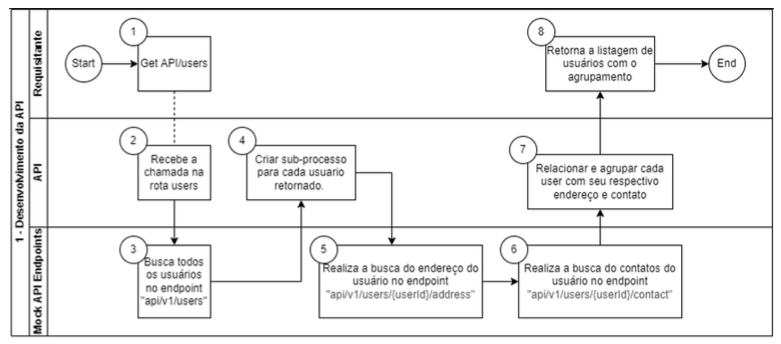 1 - Desenvolvimento da API
Requisitante
Start
1
Get API/users
8
Retorna a listagem de
usuários com o
agrupamento
End
API
2
Recebe a
chamada na
rota users
4
Criar sub-processo
para cada usuario
retornado.
7
Relacionar e agrupar cada
user com seu respectivo
endereço e contato
Mock API Endpoints
3
Busca todos
os usuários
no endpoint
"api/v1/users"
5
Realiza a busca do endereço do
usuário no endpoint
"api/v1/users/{userId}/address"
6
Realiza a busca do contatos do
usuário no endpoint
"api/v1/users/{userId}/contact"